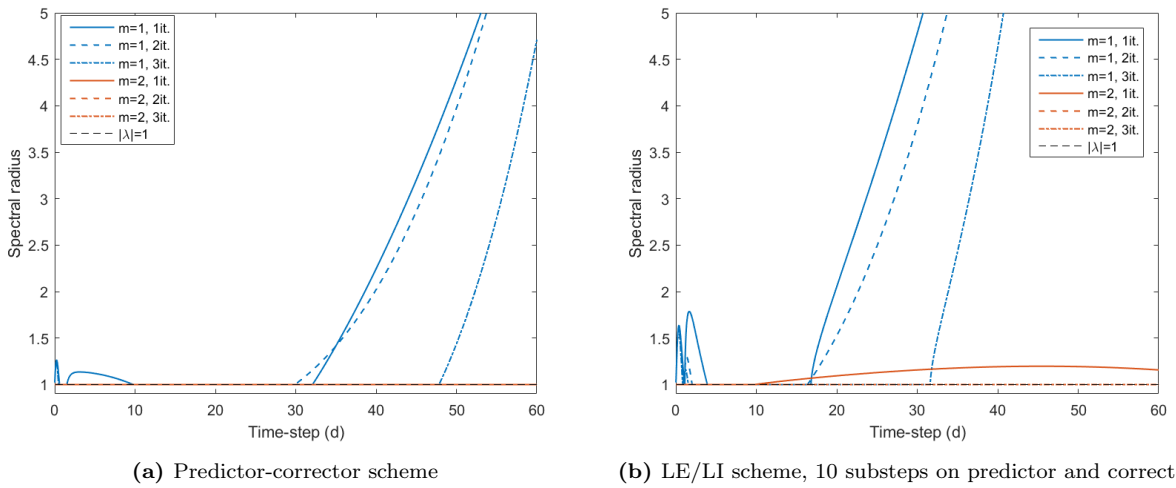 5
4.5
4
3.5
3
2.5
2
1.5
1
0 10 20 30 40 50 60
Spectral radius
Time-step (d)
m=1, 1it.
m=1, 2it.
m=1, 3it.
m=2, 1it.
m=2, 2it.
m=2, 3it.
|λ|=1
(a) Predictor-corrector scheme
5
4.5
4
3.5
3
2.5
2
1.5
1
0 10 20 30 40 50 60
Spectral radius
Time-step (d)
m=1, 1it.
m=1, 2it.
m=1, 3it.
m=2, 1it.
m=2, 2it.
m=2, 3it.
|λ|=1
(b) LE/LI scheme, 10 substeps on predictor and correct